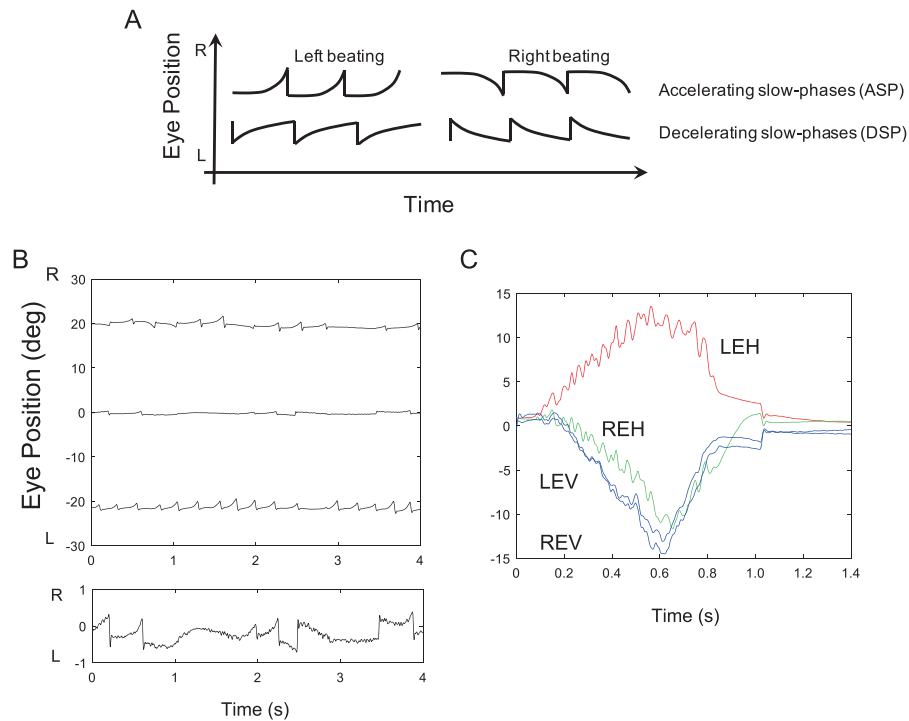 A
R
Eye Position
L
Left beating
Right beating
Accelerating slow-phases (ASP)
Decelerating slow-phases (DSP)
Time
B
R
Eye Position (deg)
L
30
20
10
0
-10
-20
-30
0
1
2
3
4
R
L
1
0
-1
0
1
2
3
4
Time (s)
C
15
10
5
0
-5
-10
-15
LEH
REH
LEV
REV
0
0.2
0.4
0.6
0.8
1.0
1.2
1.4
Time (s)